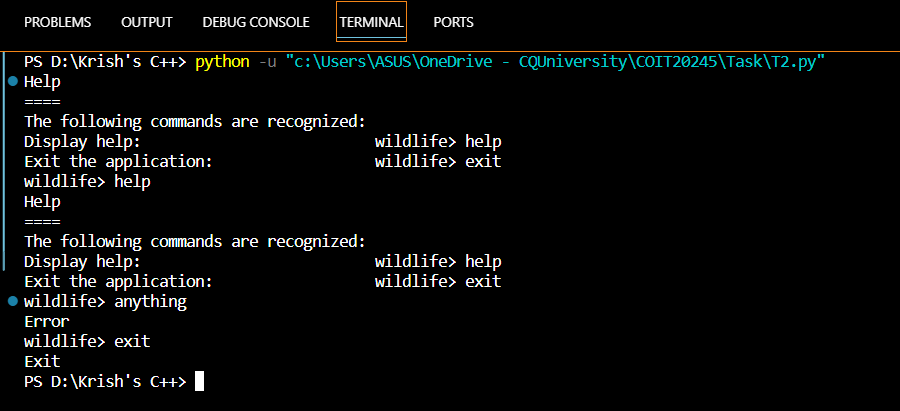 PROBLEMS OUTPUT DEBUG CONSOLE TERMINAL PORTS
PS D:\Krish's C++> python -u "c:\Users\ASUS\OneDrive - CQUniversity\COIT20245\Task\T2.py"
Help
====
The following commands are recognized:
Display help: wildlife> help
Exit the application: wildlife> exit
wildlife> help
Help
====
The following commands are recognized:
Display help: wildlife> help
Exit the application: wildlife> exit
wildlife> anything
Error
wildlife> exit
Exit
PS D:\Krish's C++>